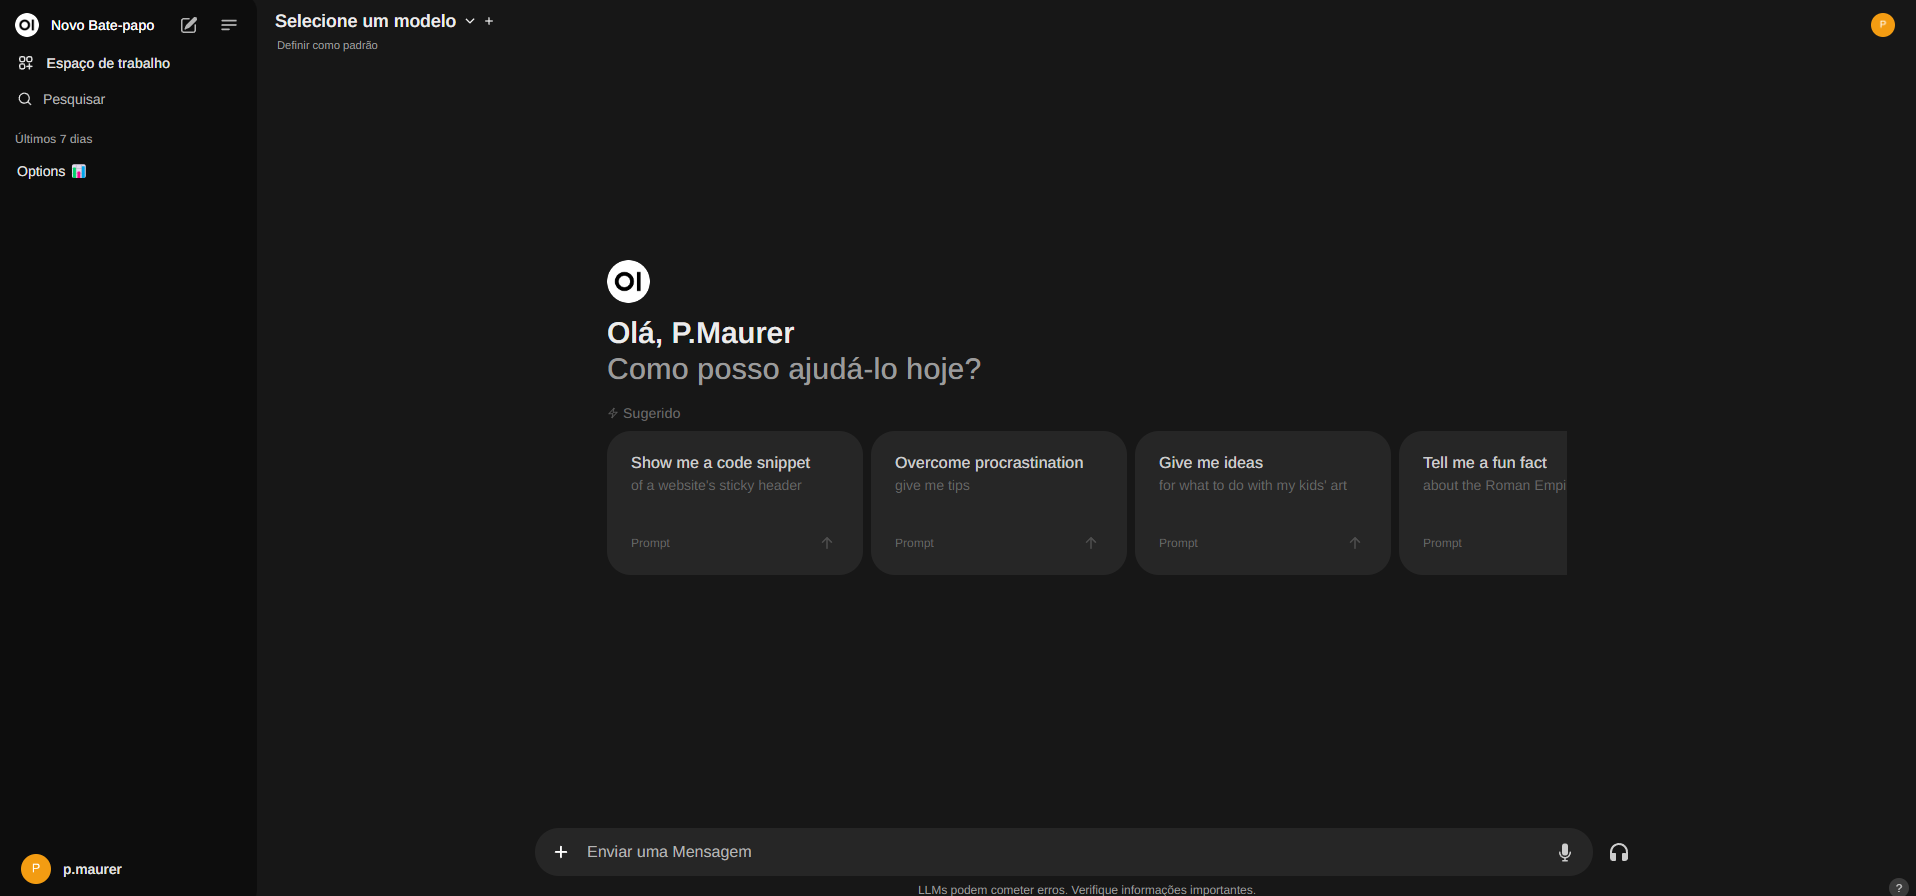 Novo Bate-papo
Espaço de trabalho
Pesquisar
Últimos 7 dias
Options
P
p.maurer
Selecione um modelo
Definir como padrão
P
OI
Olá, P.Maurer
Como posso ajudá-lo hoje?
Sugerido
Show me a code snippet
of a website's sticky header
Prompt
Overcome procrastination
give me tips
Prompt
Give me ideas
for what to do with my kids' art
Prompt
Tell me a fun fact
about the Roman Empi
Prompt
Enviar uma Mensagem
LLMs podem cometer erros. Verifique informações importantes.
?